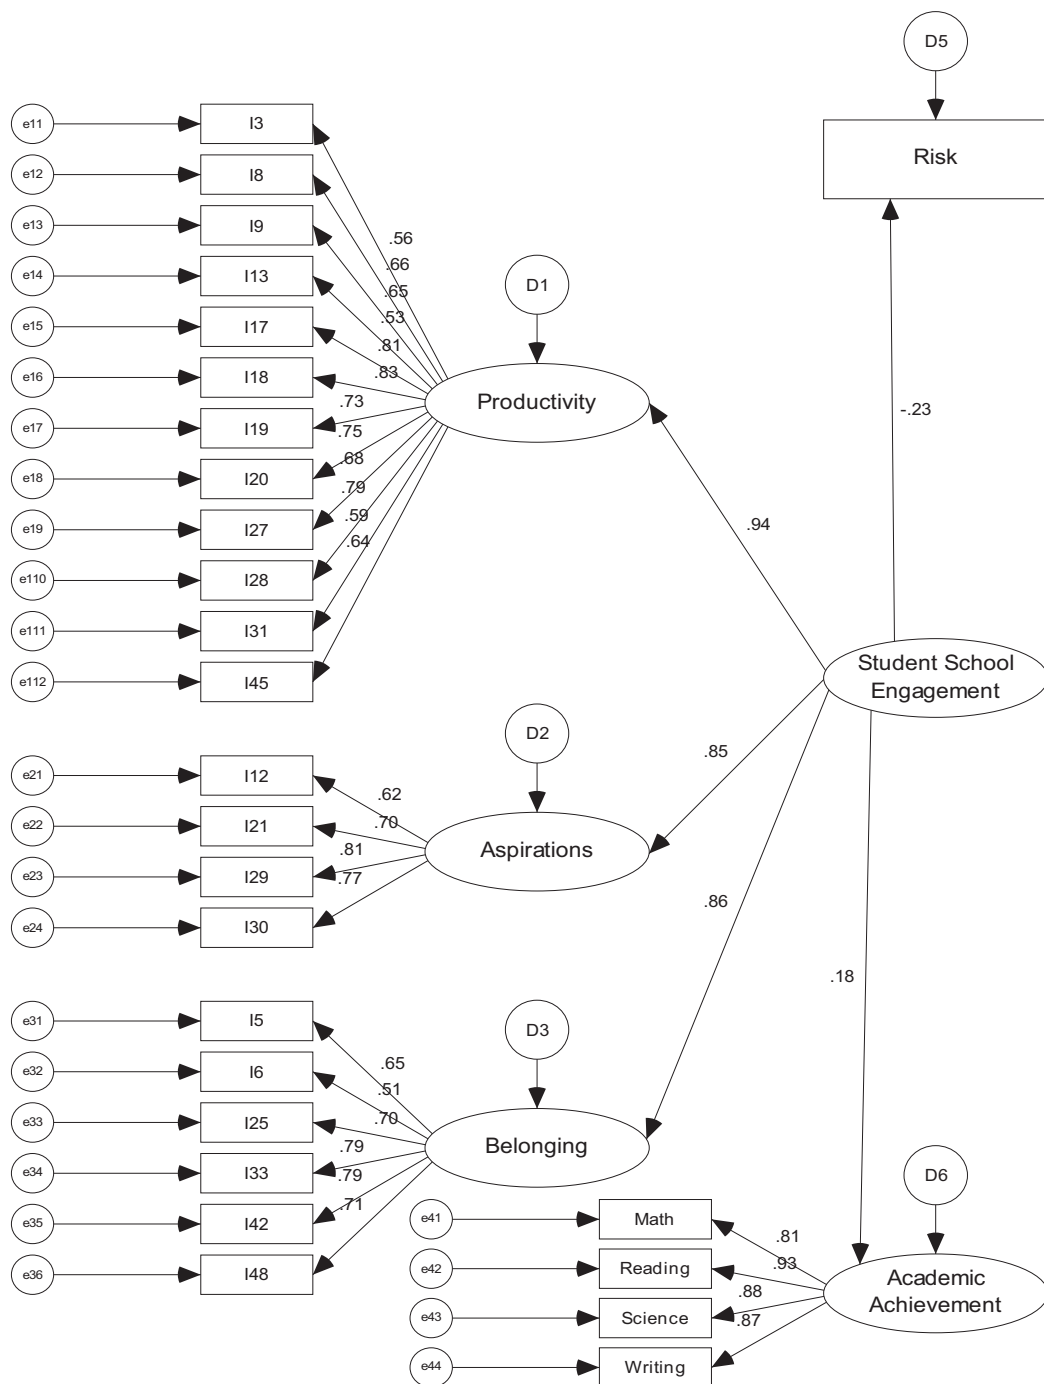 D5
Risk
e11
I3
e12
I8
e13
I9
e14
I13
e15
I17
e16
I18
e17
I19
e18
I20
e19
I27
e110
I28
e111
I31
e112
I45
.56
.66
.65
.53
.81
.83
.73
.75
.68
.79
.59
.64
D1
Productivity
-.23
.94
Student School
Engagement
D2
e21
I12
e22
I21
e23
I29
e24
I30
.62
.70
.81
.77
Aspirations
.85
.86
.18
D3
e31
I5
e32
I6
e33
I25
e34
I33
e35
I42
e36
I48
.65
.51
.70
.79
.79
.71
Belonging
D6
e41
Math
e42
Reading
e43
Science
e44
Writing
.81
.93
.88
.87
Academic
Achievement